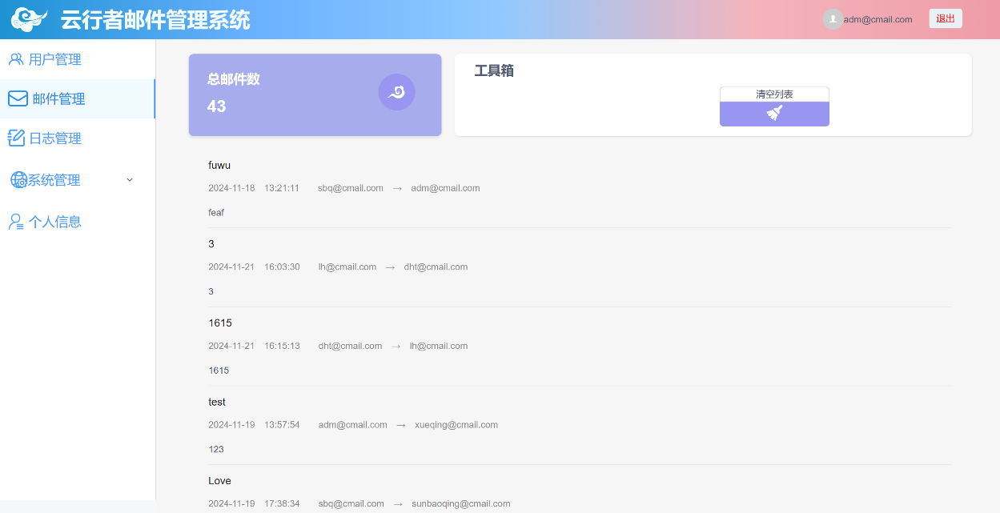 云行者邮件管理系统
adm@cmail.com
退出
用户管理
邮件管理
日志管理
系统管理
个人信息
总邮件数
43
工具箱
清空列表
fuwu
2024-11-18 13:21:11 sbq@cmail.com → adm@cmail.com
feaf
3
2024-11-21 16:03:30 lh@cmail.com → dht@cmail.com
3
1615
2024-11-21 16:15:13 dht@cmail.com → lh@cmail.com
1615
test
2024-11-19 13:57:54 adm@cmail.com → xueqing@cmail.com
123
Love
2024-11-19 17:38:34 sbq@cmail.com → sunbaoqing@cmail.com